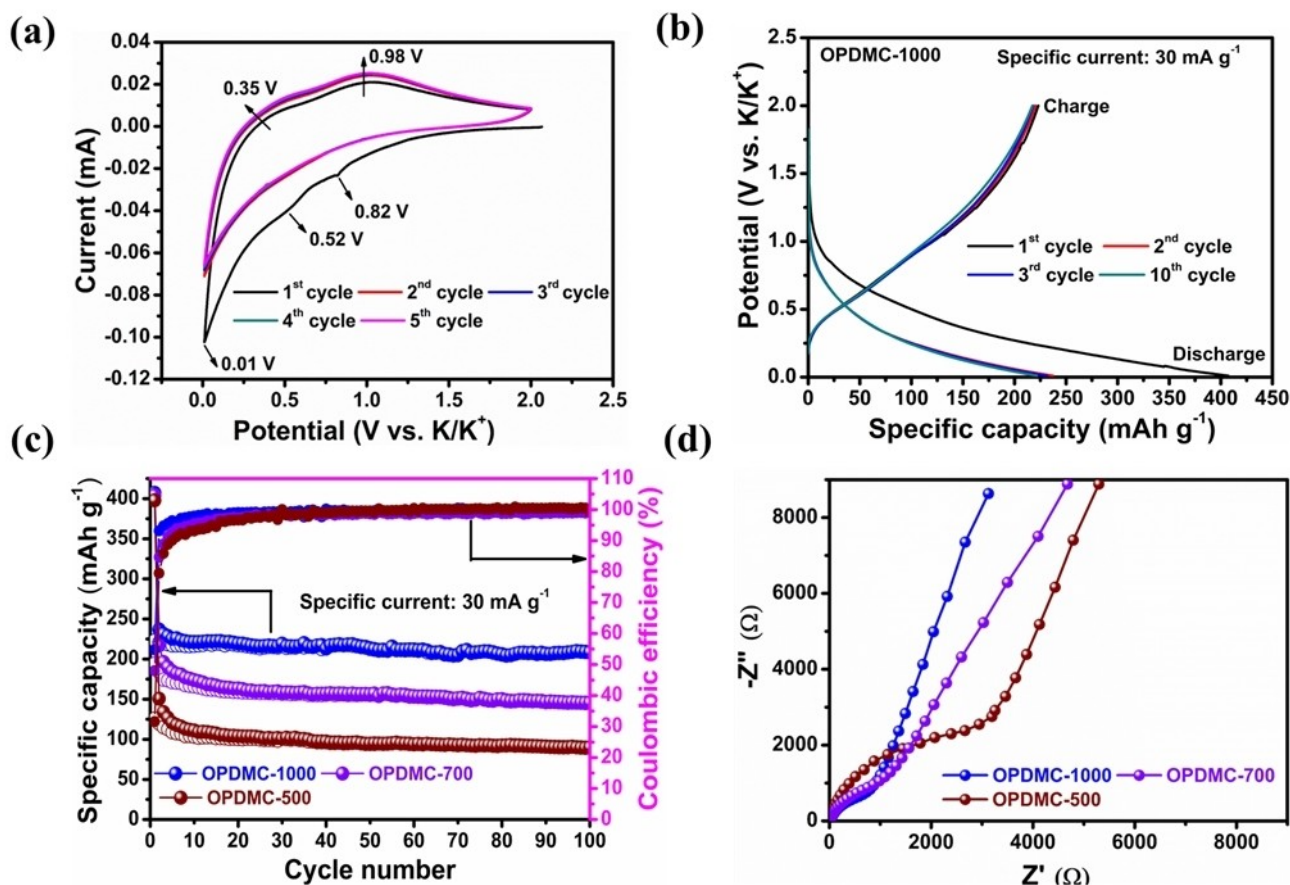 (a)
0.04
0.02
0.00
-0.02
-0.04
-0.06
-0.08
-0.10
-0.12
Current (mA)
0.98 V
0.35 V
0.82 V
0.52 V
1st cycle 2nd cycle 3rd cycle
4th cycle 5th cycle
0.01 V
0.0 0.5 1.0 1.5 2.0 2.5
Potential (V vs. K/K+)
(b)
2.5
2.0
1.5
1.0
0.5
0.0
Potential (V vs. K/K+)
OPDMC-1000 Specific current: 30 mA g-1
Charge
1st cycle 2nd cycle
3rd cycle 10th cycle
Discharge
0 50 100 150 200 250 300 350 400 450
Specific capacity (mAh g-1)
(c)
400
375
350
325
300
275
250
225
200
175
150
125
100
75
50
25
0
Specific capacity (mAh g-1)
Specific current: 30 mA g-1
OPDMC-1000 OPDMC-700
OPDMC-500
110
100
90
80
70
60
50
40
30
20
10
0
Coulombic efficiency (%)
0 10 20 30 40 50 60 70 80 90 100
Cycle number
(d)
8000
6000
4000
2000
0
-Z'' (Ω)
OPDMC-1000 OPDMC-700
OPDMC-500
0 2000 4000 6000 8000
Z' (Ω)